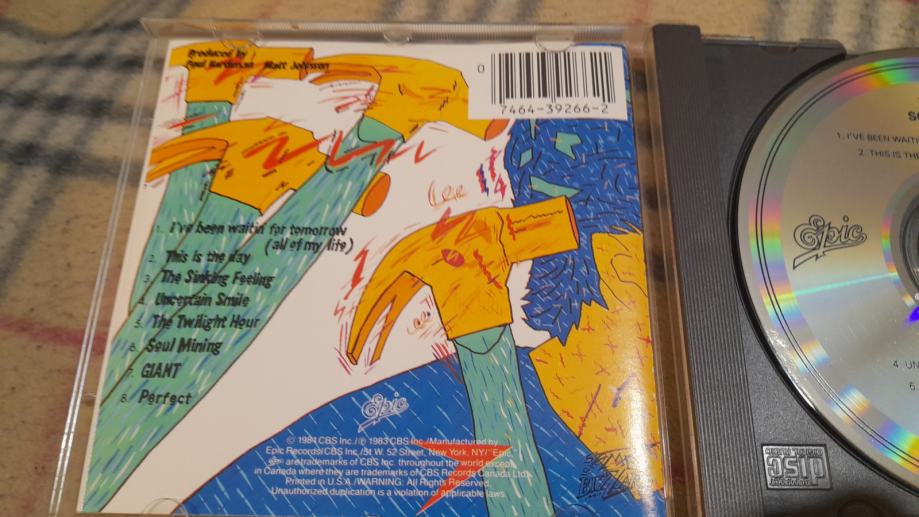 Produced by
Paul Hardiman Matt Johnson
0
7464-39266-2
1. I've been waitin for tomorrow
(all of my life)
2. This is the day
3. The Sinking Feeling
4. Uncertain Smile
5. The Twilight Hour
6. Soul Mining
7. GIANT
8. Perfect
Epic
© 1984 CBS Inc./℗ 1983 CBS Inc./Manufactured by
Epic Records/CBS Inc./51 W. 52 Street, New York, NY/"Epic,"
are trademarks of CBS Inc. throughout the world except
in Canada where they are trademarks of CBS Records Canada Ltd.
Printed in U.S.A./WARNING: All Rights Reserved.
Unauthorized duplication is a violation of applicable laws.
1. I'VE BEEN WAITI
2. THIS IS THE
Epic
4. UN
6.
COMPACT
disc